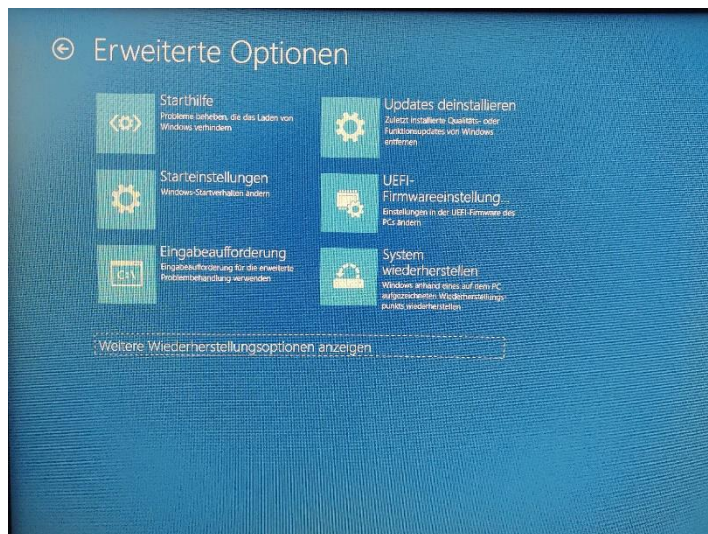 Erweiterte Optionen
Starthilfe
Probleme beheben, die das Laden von
Windows verhindern
Starteinstellungen
Windows-Startverhalten ändern
Eingabeaufforderung
Eingabeaufforderung für die erweiterte
Problembehandlung verwenden
Updates deinstallieren
Zuletzt installierte Qualitäts- oder
Funktionsupdates von Windows
entfernen
UEFI-
Firmwareeinstellung...
Einstellungen in der UEFI-Firmware des
PCs ändern
System
wiederherstellen
Windows anhand eines auf dem PC
aufgezeichneten Wiederherstellungs-
punkts wiederherstellen
Weitere Wiederherstellungsoptionen anzeigen
C:\